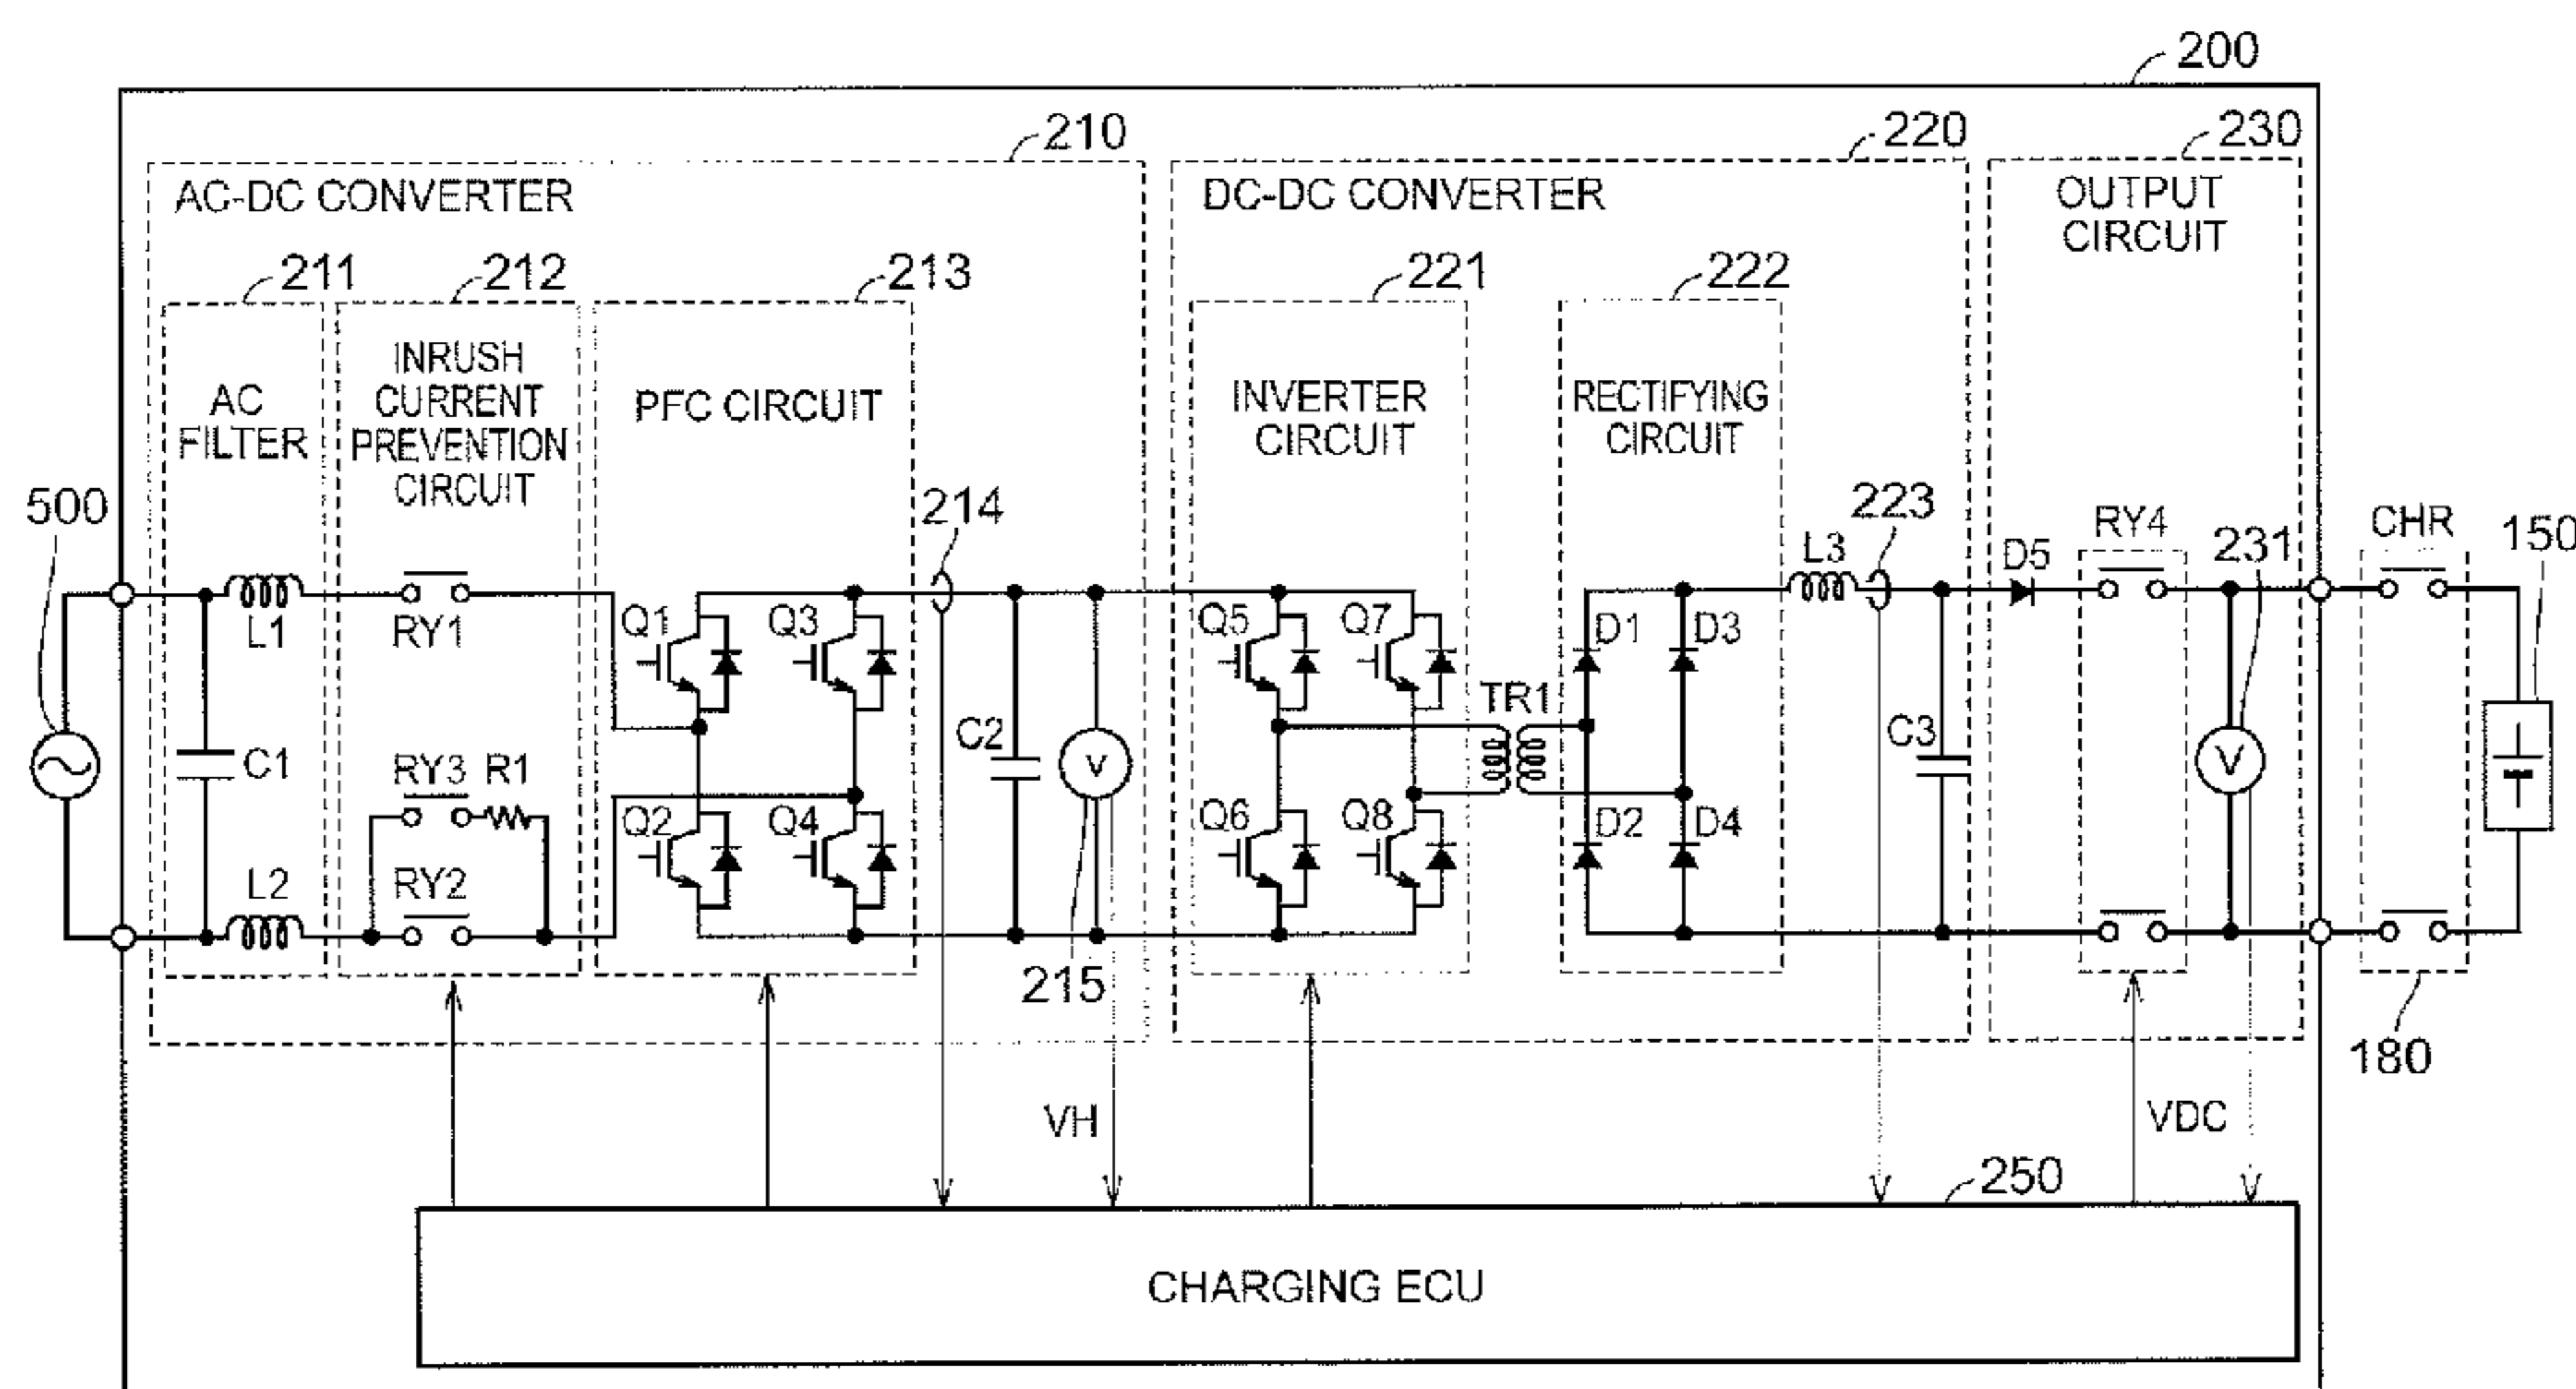 200
210
220
230
AC-DC CONVERTER
DC-DC CONVERTER
OUTPUT
CIRCUIT
211
212
213
221
222
AC
FILTER
INRUSH
CURRENT
PREVENTION
CIRCUIT
PFC CIRCUIT
INVERTER
CIRCUIT
RECTIFYING
CIRCUIT
500
214
223
L3
D5
RY4
231
CHR
150
L1
RY1
Q1
Q3
Q5
Q7
D1
D3
TR1
C1
RY3 R1
C2
V
C3
V
Q2
Q4
Q6
Q8
D2
D4
L2
RY2
215
180
VH
VDC
250
CHARGING ECU